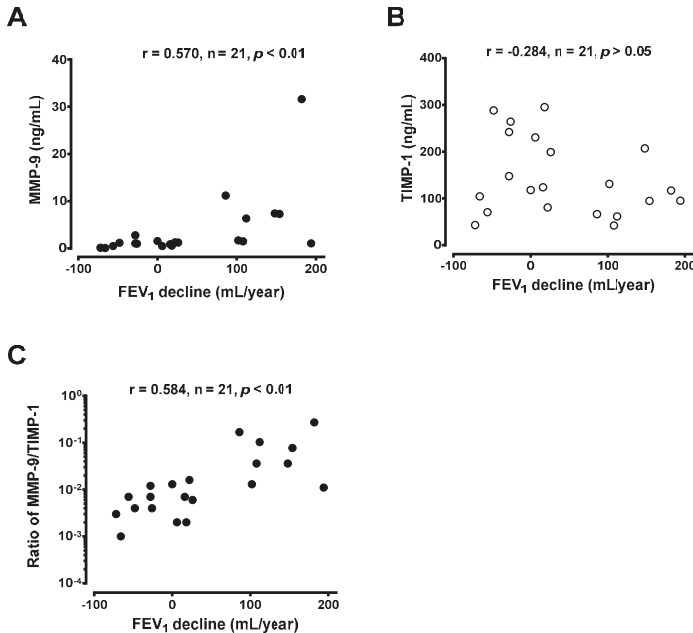 A
r = 0.570, n = 21, p < 0.01
MMP-9 (ng/mL)
40
30
20
10
0
-100 0 100 200
FEV1 decline (mL/year)
B
r = -0.284, n = 21, p > 0.05
TIMP-1 (ng/mL)
400
300
200
100
0
-100 0 100 200
FEV1 decline (mL/year)
C
r = 0.584, n = 21, p < 0.01
Ratio of MMP-9/TIMP-1
10^0
10^-1
10^-2
10^-3
10^-4
-100 0 100 200
FEV1 decline (mL/year)